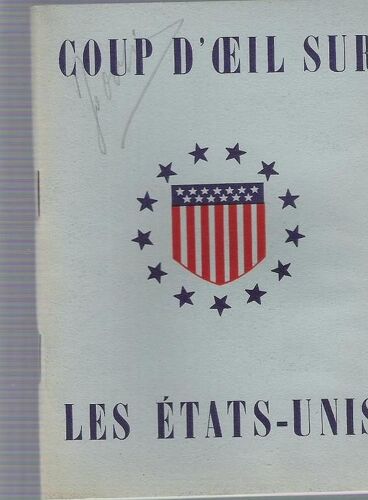 COUP D'ŒIL SUR
LES ÉTATS-UNIS